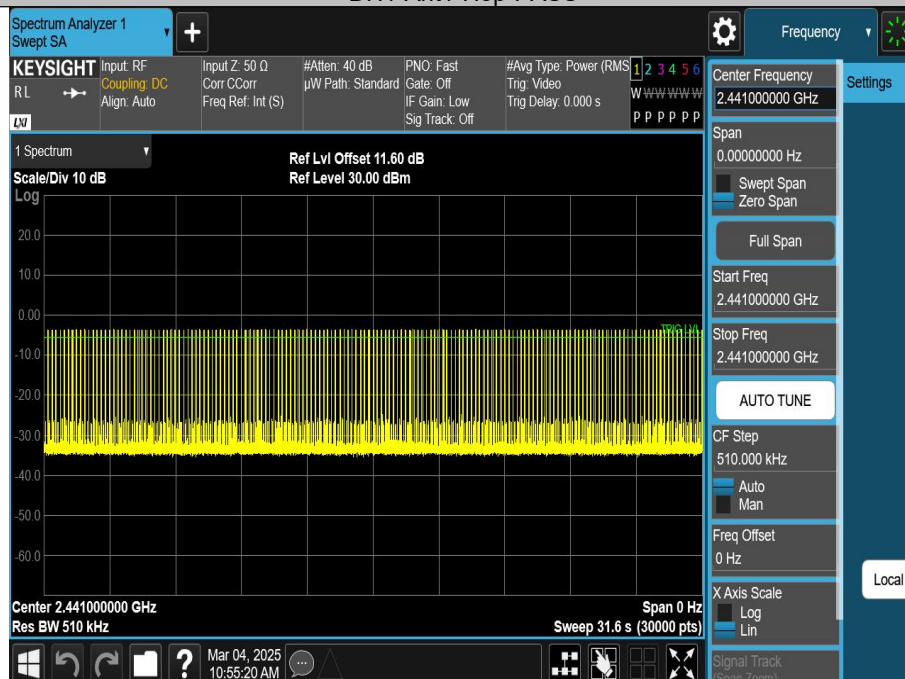 Spectrum Analyzer 1
Swept SA
Frequency
KEYSIGHT
RL
LXI
Input: RF
Coupling: DC
Align: Auto
Input Z: 50 Ω
Corr CCorr
Freq Ref: Int (S)
#Atten: 40 dB
µW Path: Standard
PNO: Fast
Gate: Off
IF Gain: Low
Sig Track: Off
#Avg Type: Power (RMS
Trig: Video
Trig Delay: 0.000 s
1 2 3 4 5 6
W W W W W W
P P P P P P
1 Spectrum
Scale/Div 10 dB
Ref Lvl Offset 11.60 dB
Ref Level 30.00 dBm
Log
20.0
10.0
0.00
TRIG LVL
-10.0
-20.0
-30.0
-40.0
-50.0
-60.0
Center 2.441000000 GHz
Res BW 510 kHz
Span 0 Hz
Sweep 31.6 s (30000 pts)
Center Frequency
2.441000000 GHz
Settings
Span
0.00000000 Hz
Swept Span
Zero Span
Full Span
Start Freq
2.441000000 GHz
Stop Freq
2.441000000 GHz
AUTO TUNE
CF Step
510.000 kHz
Auto
Man
Freq Offset
0 Hz
Local
X Axis Scale
Log
Lin
Signal Track
(Span Zoom)
Mar 04, 2025
10:55:20 AM